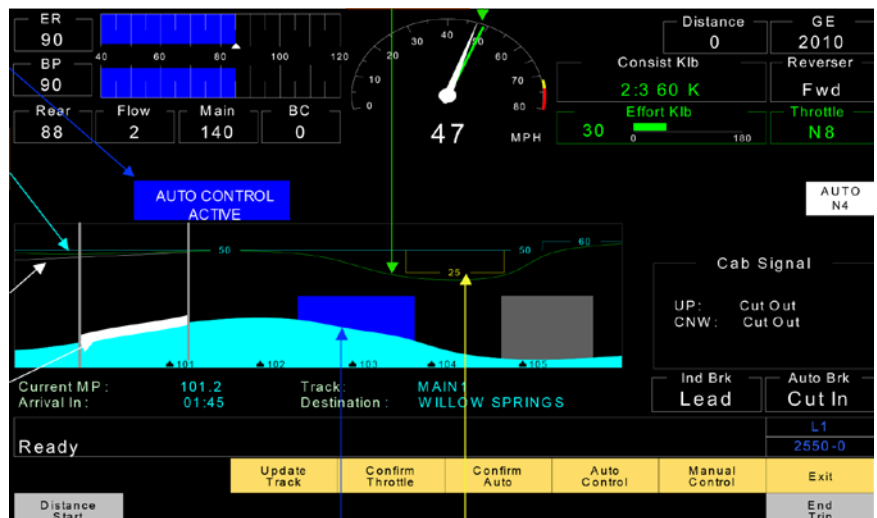 ER
90
40 60 80 100 120
BP
90
Rear
88
Flow
2
Main
140
BC
0
0 10 20 30 40 50 60 70 80
47 MPH
Distance
0
GE
2010
Consist Klb
2:3 60 K
Reverser
Fwd
Effort Klb
30
0 180
Throttle
N8
AUTO CONTROL
ACTIVE
AUTO
N4
50
25
50
60
101 102 103 104 105
Cab Signal
UP: Cut Out
CNW: Cut Out
Current MP: 101.2 Track: MAIN1
Arrival In: 01:45 Destination: WILLOW SPRINGS
Ind Brk
Lead
Auto Brk
Cut In
Ready
L1
2550-0
Update
Track
Confirm
Throttle
Confirm
Auto
Auto
Control
Manual
Control
Exit
Distance
Start
End
Trip